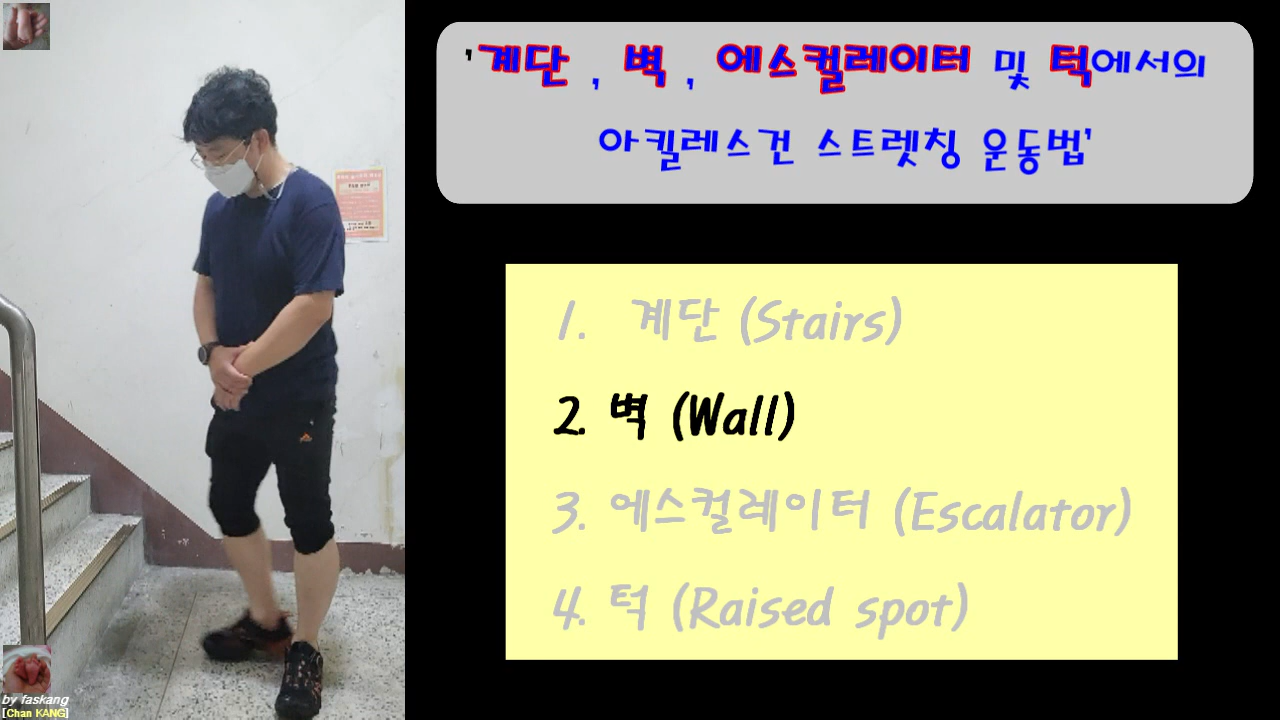 '계단 , 벽 , 에스컬레이터 및 턱에서의
아킬레스건 스트렛칭 운동법'
1. 계단 (Stairs)
2. 벽 (Wall)
3. 에스컬레이터 (Escalator)
4. 턱 (Raised spot)
by faskang
[Chan KANG]